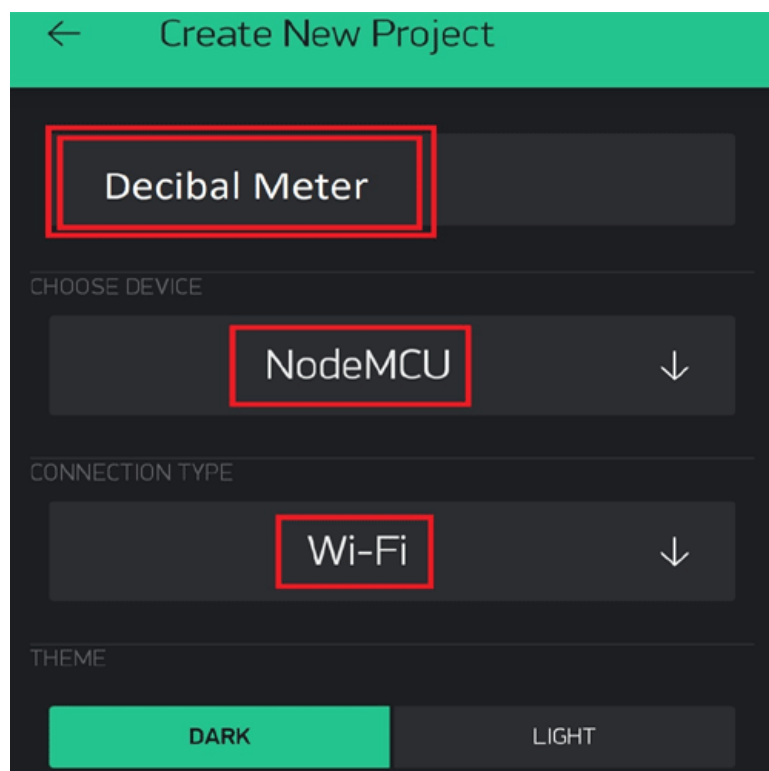 Create New Project
Decibal Meter
CHOOSE DEVICE
NodeMCU
CONNECTION TYPE
Wi-Fi
THEME
DARK
LIGHT